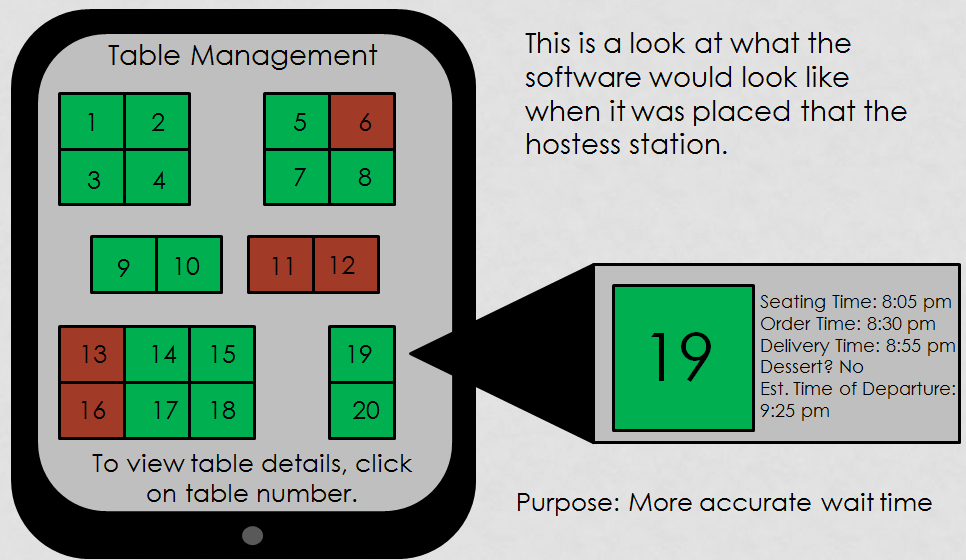 Table Management
1 2
3 4
5 6
7 8
9 10
11 12
13 14 15
16 17 18
19
20
To view table details, click
on table number.
This is a look at what the
software would look like
when it was placed that the
hostess station.
19
Seating Time: 8:05 pm
Order Time: 8:30 pm
Delivery Time: 8:55 pm
Dessert? No
Est. Time of Departure:
9:25 pm
Purpose: More accurate wait time